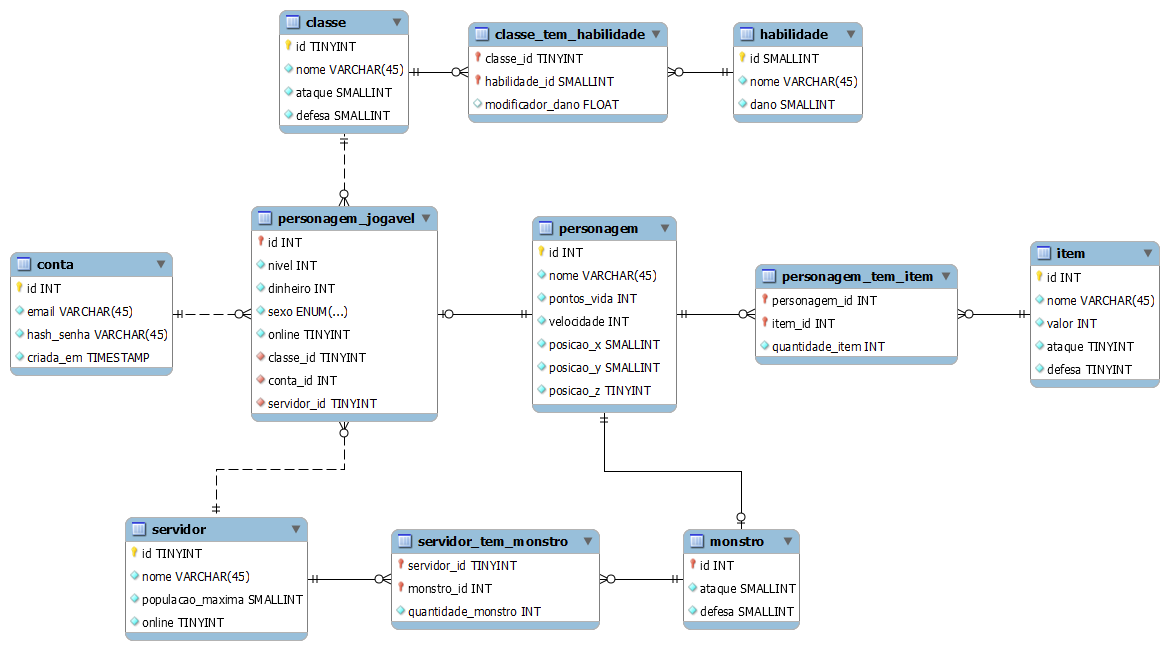 classe
id TINYINT
nome VARCHAR(45)
ataque SMALLINT
defesa SMALLINT
classe_tem_habilidade
classe_id TINYINT
habilidade_id SMALLINT
modificador_dano FLOAT
habilidade
id SMALLINT
nome VARCHAR(45)
dano SMALLINT
conta
id INT
email VARCHAR(45)
hash_senha VARCHAR(45)
criada_em TIMESTAMP
personagem_jogavel
id INT
nivel INT
dinheiro INT
sexo ENUM(...)
online TINYINT
classe_id TINYINT
conta_id INT
servidor_id TINYINT
personagem
id INT
nome VARCHAR(45)
pontos_vida INT
velocidade INT
posicao_x SMALLINT
posicao_y SMALLINT
posicao_z TINYINT
personagem_tem_item
personagem_id INT
item_id INT
quantidade_item INT
item
id INT
nome VARCHAR(45)
valor INT
ataque TINYINT
defesa TINYINT
servidor
id TINYINT
nome VARCHAR(45)
populacao_maxima SMALLINT
online TINYINT
servidor_tem_monstro
servidor_id TINYINT
monstro_id INT
quantidade_monstro INT
monstro
id INT
ataque SMALLINT
defesa SMALLINT